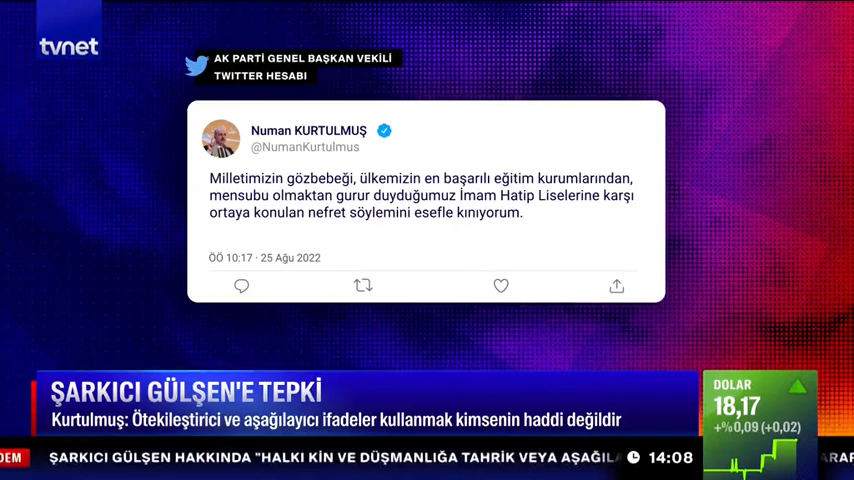 tvnet
AK PARTİ GENEL BAŞKAN VEKİLİ
TWITTER HESABI
Numan KURTULMUŞ
@NumanKurtulmus
Milletimizin gözbebeği, ülkemizin en başarılı eğitim kurumlarından,
mensubu olmaktan gurur duyduğumuz İmam Hatip Liselerine karşı
ortaya konulan nefret söylemini esefle kınıyorum.
ÖÖ 10:17 · 25 Ağu 2022
ŞARKICI GÜLŞEN'E TEPKİ
Kurtulmuş: Ötekileştirici ve aşağılayıcı ifadeler kullanmak kimsenin haddi değildir
DOLAR
18,17
+%0,09 (+0,02)
DEM
ŞARKICI GÜLŞEN HAKKINDA "HALKI KİN VE DÜŞMANLIĞA TAHRİK VEYA AŞAĞILA
14:08
ARAR